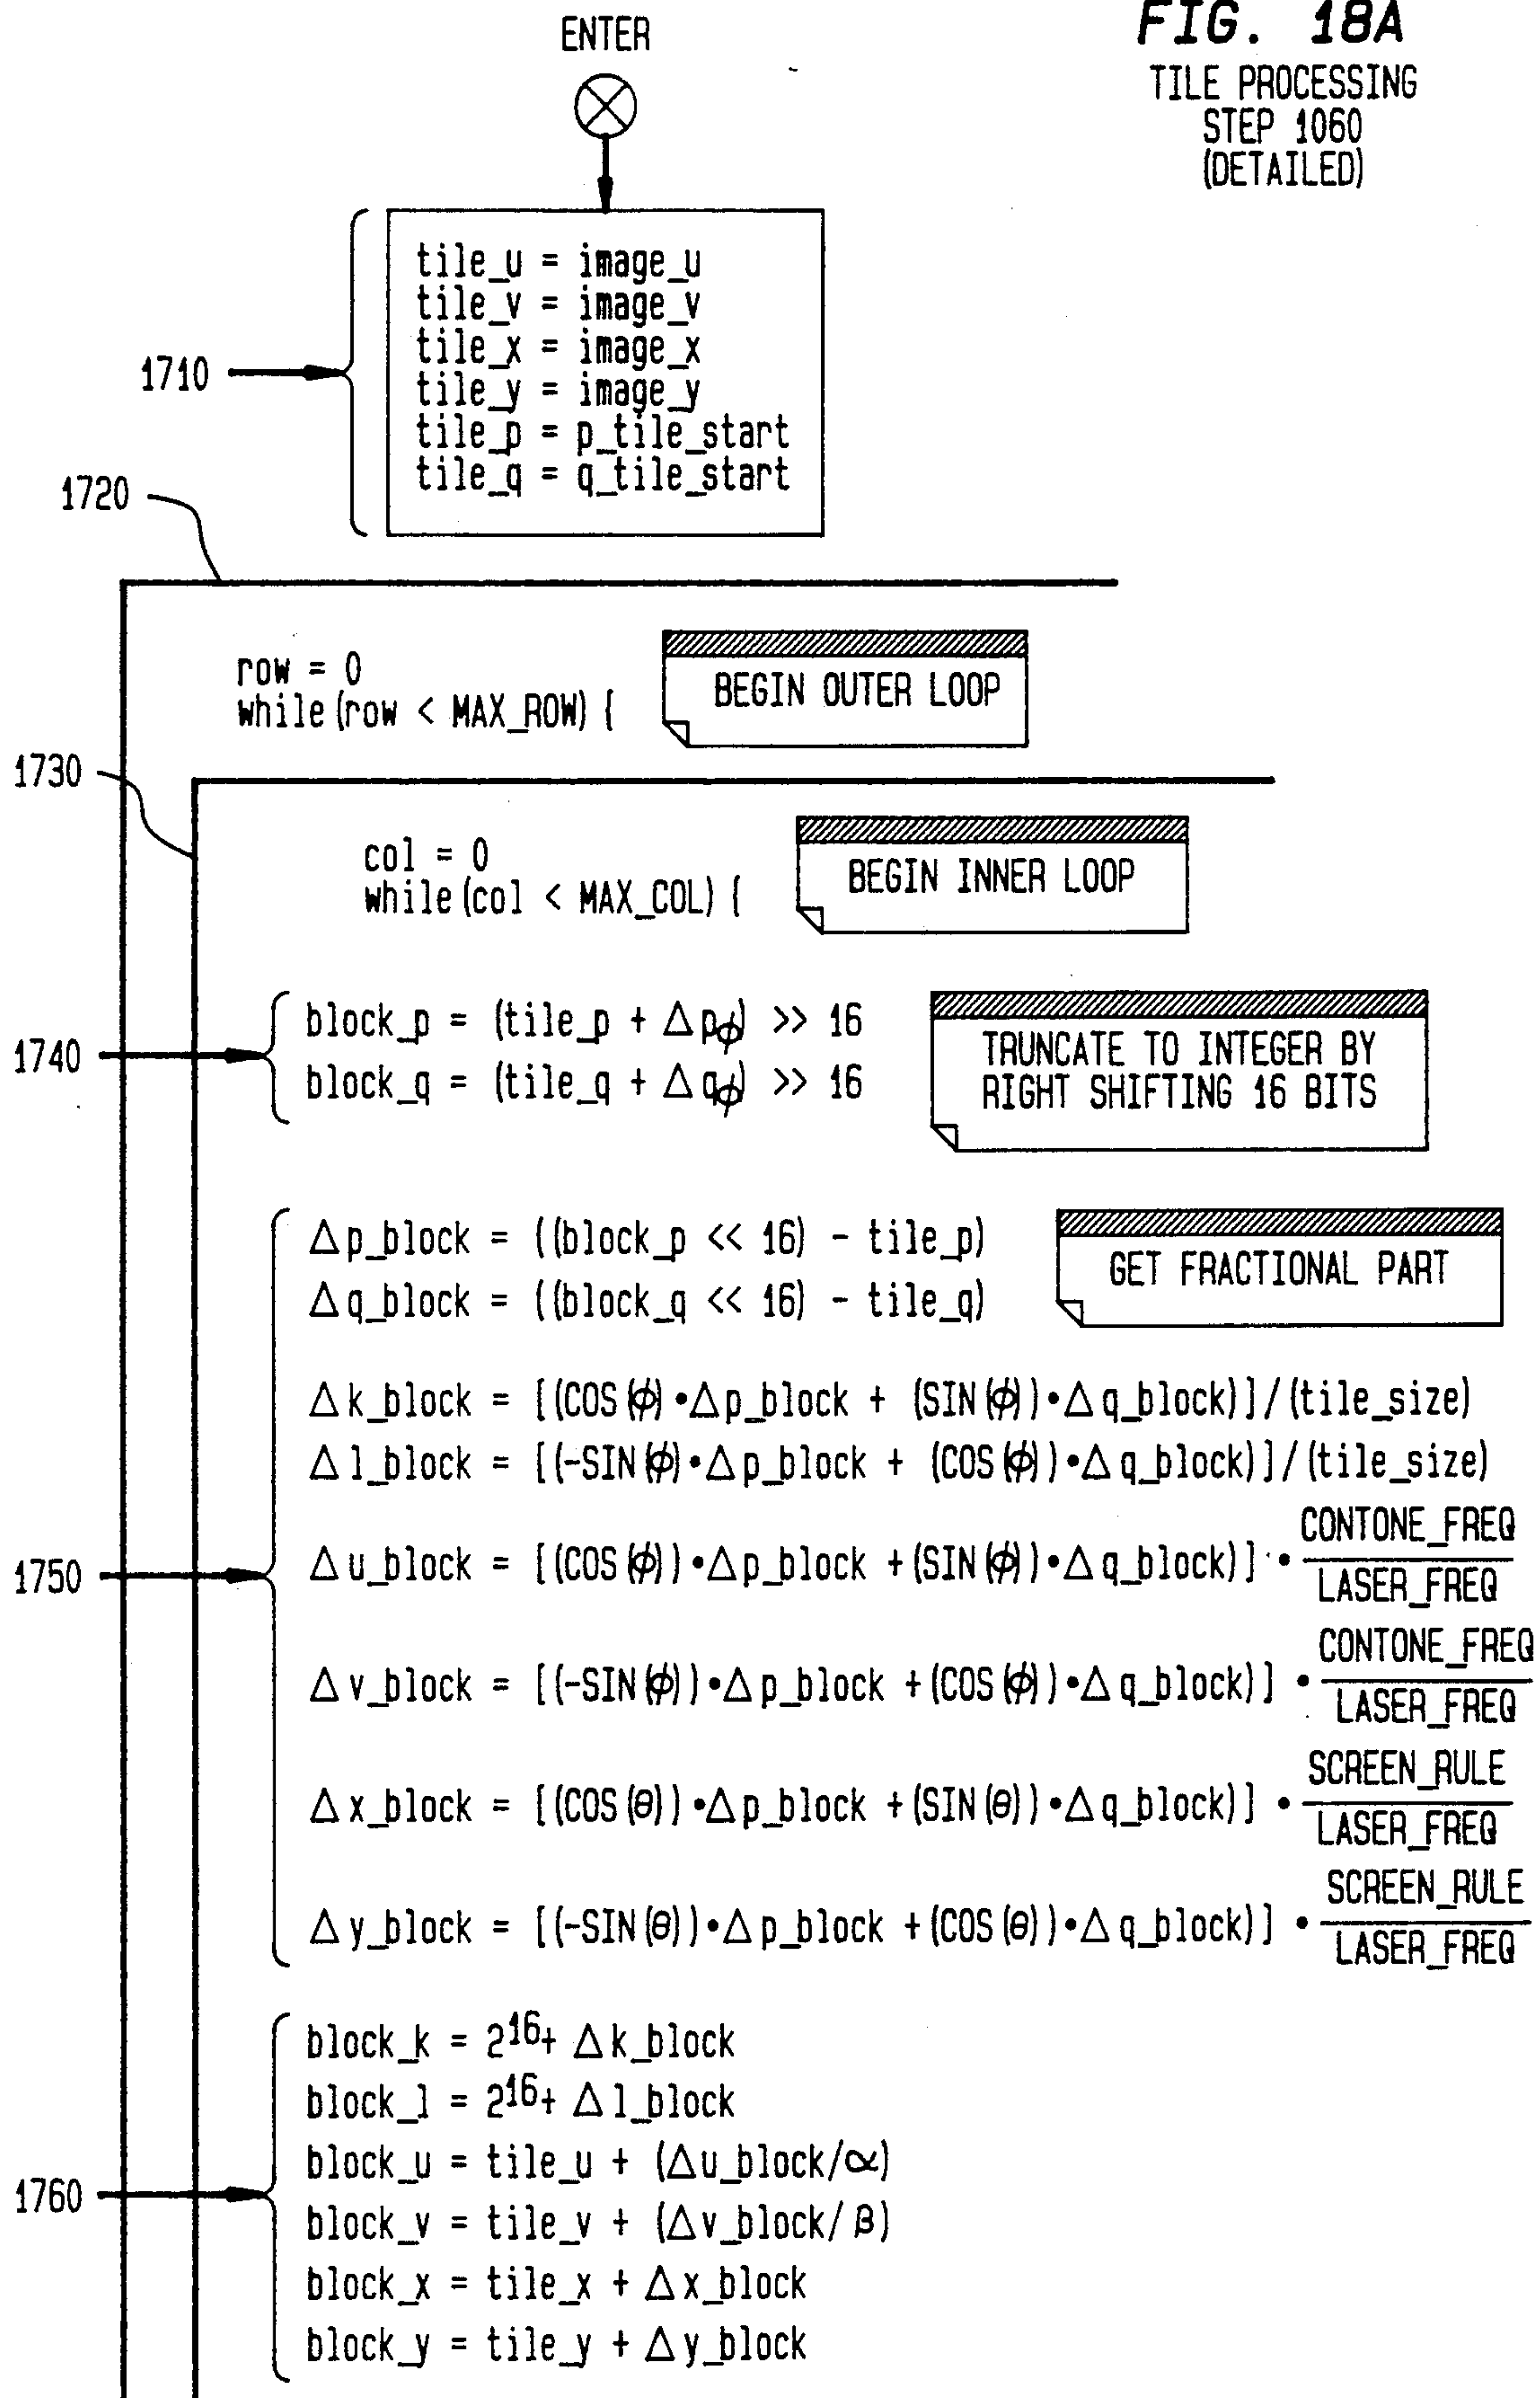 FIG. 18A
TILE PROCESSING
STEP 1060
(DETAILED)
ENTER
1710
tile_u = image_u
tile_v = image_v
tile_x = image_x
tile_y = image_y
tile_p = p_tile_start
tile_q = q_tile_start
1720
row = 0
while(row < MAX_ROW) {
BEGIN OUTER LOOP
1730
col = 0
while(col < MAX_COL) {
BEGIN INNER LOOP
1740
block_p = (tile_p + Δp_ϕ) >> 16
block_q = (tile_q + Δq_ϕ) >> 16
TRUNCATE TO INTEGER BY
RIGHT SHIFTING 16 BITS
1750
Δp_block = ((block_p << 16) - tile_p)
Δq_block = ((block_q << 16) - tile_q)
GET FRACTIONAL PART
Δk_block = [(COS(ϕ)•Δp_block + (SIN(ϕ))•Δq_block)]/(tile_size)
Δl_block = [(-SIN(ϕ)•Δp_block + (COS(ϕ))•Δq_block)]/(tile_size)
Δu_block = [(COS(ϕ))•Δp_block +(SIN(ϕ))•Δq_block)] • CONTONE_FREQ/LASER_FREQ
Δv_block = [(-SIN(ϕ))•Δp_block +(COS(ϕ))•Δq_block)] • CONTONE_FREQ/LASER_FREQ
Δx_block = [(COS(θ))•Δp_block +(SIN(θ))•Δq_block)] • SCREEN_RULE/LASER_FREQ
Δy_block = [(-SIN(θ))•Δp_block +(COS(θ))•Δq_block)] • SCREEN_RULE/LASER_FREQ
1760
block_k = 2^16+ Δk_block
block_l = 2^16+ Δl_block
block_u = tile_u + (Δu_block/α)
block_v = tile_v + (Δv_block/β)
block_x = tile_x + Δx_block
block_y = tile_y + Δy_block